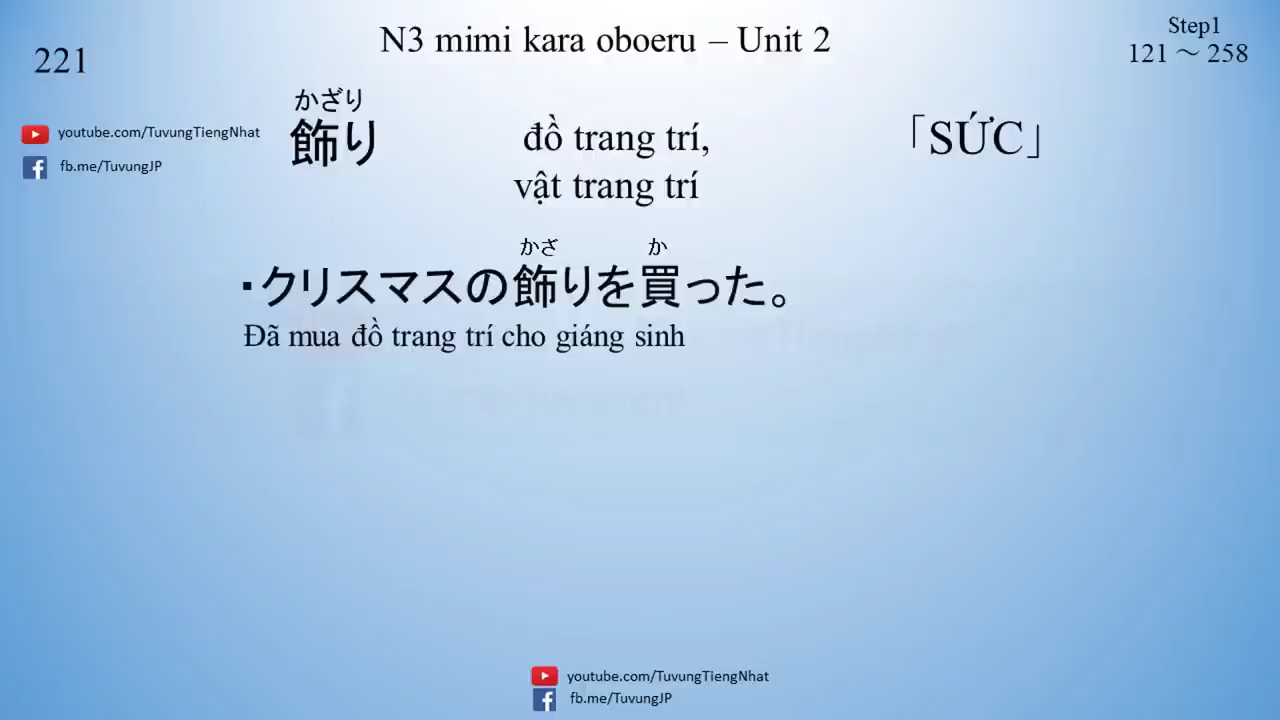 N3 mimi kara oboeru – Unit 2
Step1
121 ～ 258
221
かざり
飾り
đồ trang trí,
vật trang trí
「SỨC」
youtube.com/TuvungTiengNhat
fb.me/TuvungJP
かざ か
・クリスマスの飾りを買った。
Đã mua đồ trang trí cho giáng sinh
youtube.com/TuvungTiengNhat
fb.me/TuvungJP